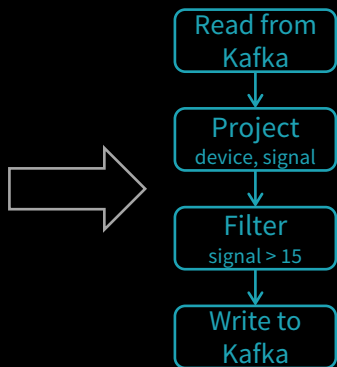 Read from
Kafka
Project
device, signal
Filter
signal > 15
Write to
Kafka